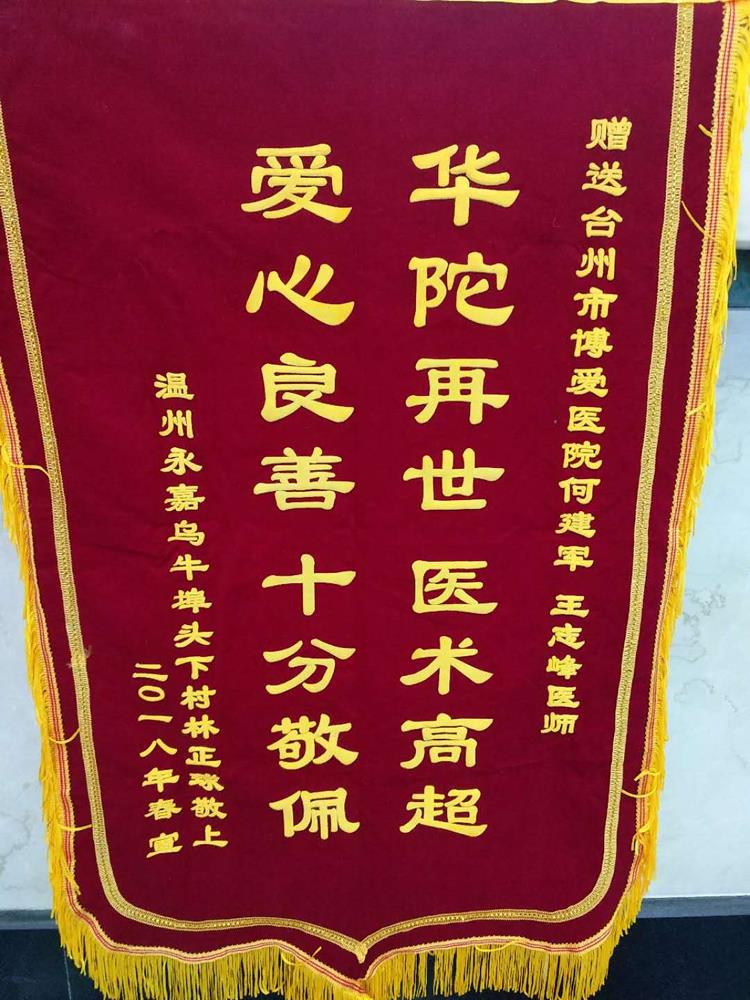 赠送台州市博爱医院何建军 王志峰医师
华陀再世 医术高超
爱心良善 十分敬佩
温州永嘉乌牛埠头下村林正球敬上
二〇一八年春宣